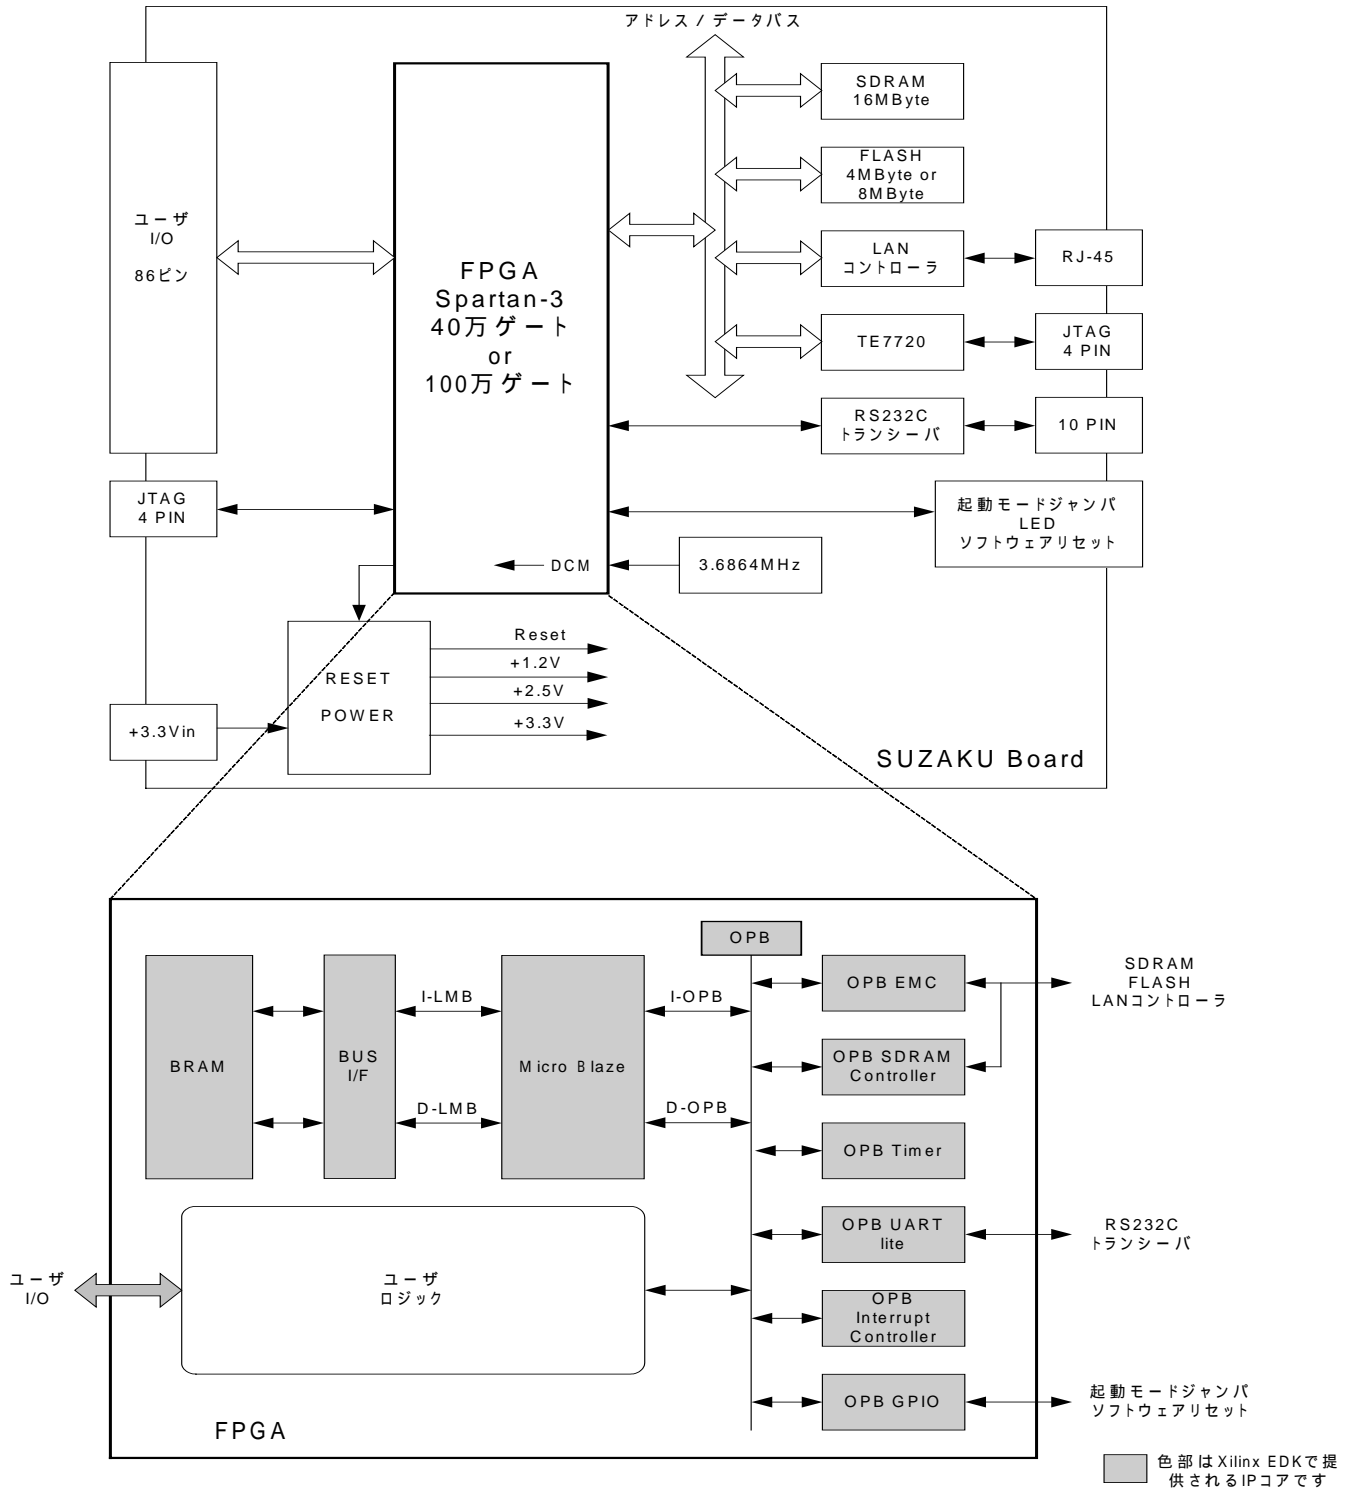 アドレス / データバス
SDRAM
16MByte
FLASH
4MByte or
8MByte
ユーザ
I/O
86ピン
FPGA
Spartan-3
40万ゲート
or
100万ゲート
LAN
コントローラ
RJ-45
TE7720
JTAG
4 PIN
RS232C
トランシーバ
10 PIN
JTAG
4 PIN
起動モードジャンパ
LED
ソフトウェアリセット
DCM
3.6864MHz
Reset
+1.2V
+2.5V
+3.3V
RESET
POWER
+3.3Vin
SUZAKU Board
OPB
BRAM
BUS
I/F
I-LMB
D-LMB
Micro Blaze
I-OPB
D-OPB
OPB EMC
SDRAM
FLASH
LANコントローラ
OPB SDRAM
Controller
OPB Timer
OPB UART
lite
RS232C
トランシーバ
ユーザ
I/O
ユーザ
ロジック
OPB
Interrupt
Controller
OPB GPIO
起動モードジャンパ
ソフトウェアリセット
FPGA
色部はXilinx EDKで提
供されるIPコアです